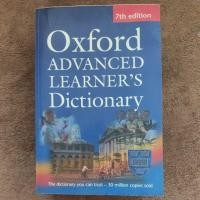 7th edition
Oxford
ADVANCED
LEARNER'S
Dictionary
The dictionary you can trust – 30 million copies sold